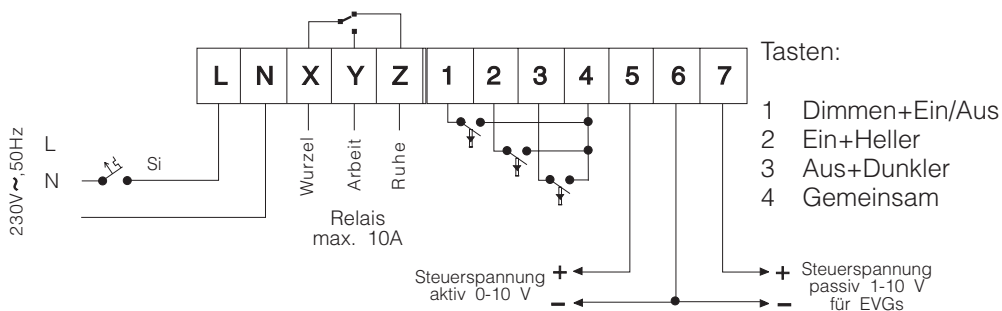 L N X Y Z 1 2 3 4 5 6 7
Tasten:
1 Dimmen+Ein/Aus
2 Ein+Heller
3 Aus+Dunkler
4 Gemeinsam
230V~,50Hz
L
N
Si
Wurzel
Arbeit
Ruhe
Relais
max. 10A
Steuerspannung
aktiv 0-10 V
+
−
+
−
Steuerspannung
passiv 1-10 V
für EVGs